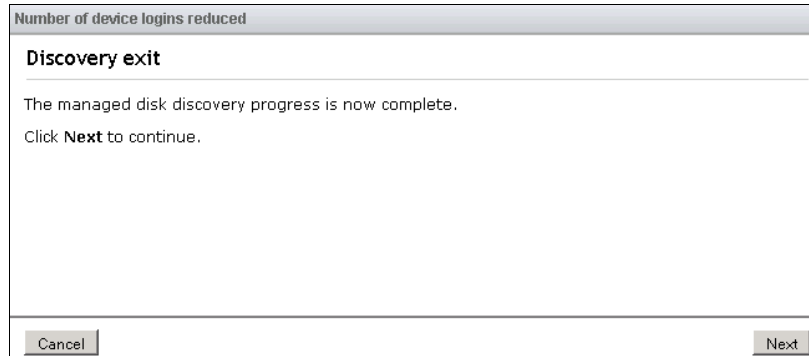 Number of device logins reduced
Discovery exit
The managed disk discovery progress is now complete.
Click Next to continue.
Cancel
Next